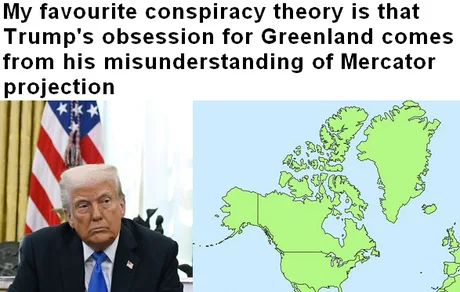 My favourite conspiracy theory is that
Trump's obsession for Greenland comes
from his misunderstanding of Mercator
projection